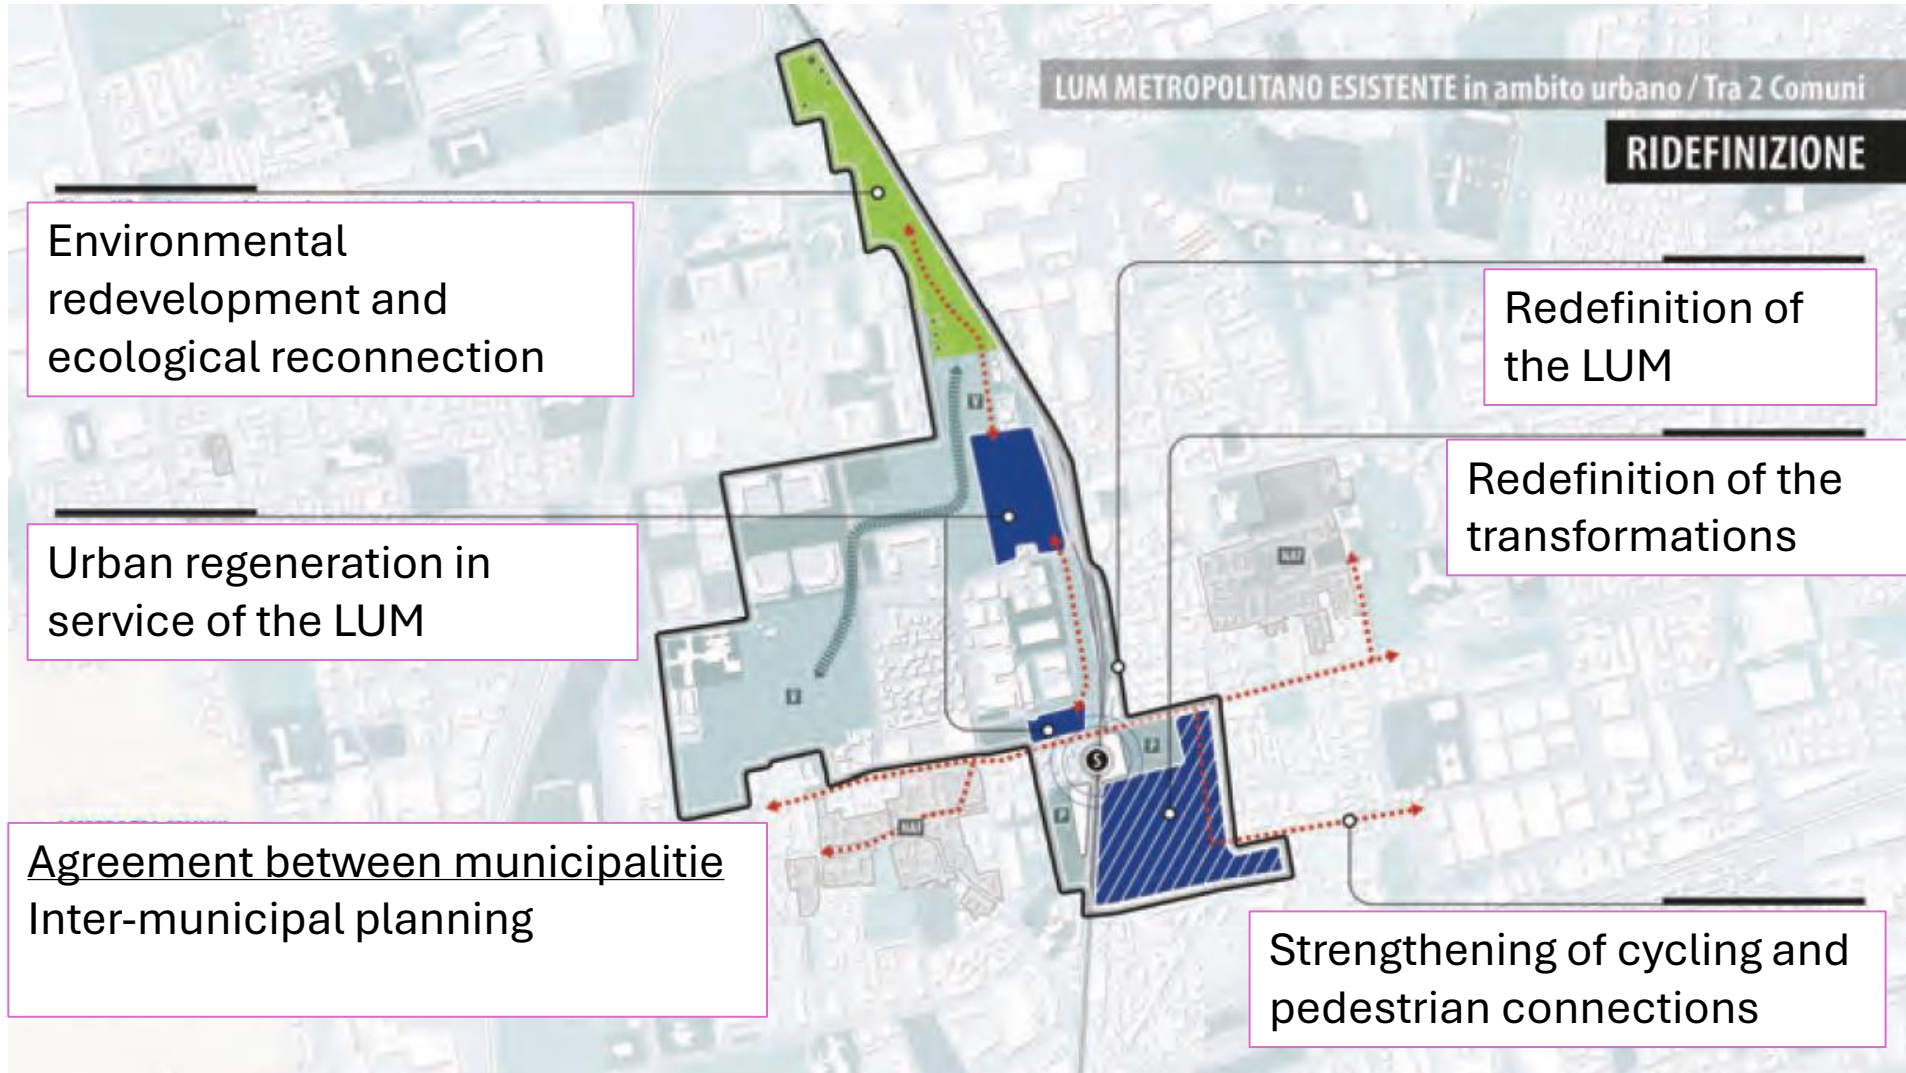 LUM METROPOLITANO ESISTENTE in ambito urbano / Tra 2 Comuni
RIDEFINIZIONE
Environmental
redevelopment and
ecological reconnection
Redefinition of
the LUM
Redefinition of the
transformations
Urban regeneration in
service of the LUM
V
NAF
V
S
P
P
NAF
Agreement between municipalitie
Inter-municipal planning
Strengthening of cycling and
pedestrian connections